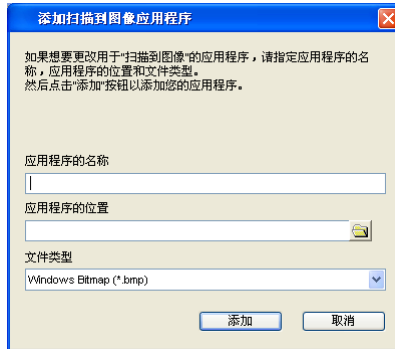 添加扫描到图像应用程序
如果想要更改用于"扫描到图像"的应用程序，请指定应用程序的名
称，应用程序的位置和文件类型。
然后点击"添加"按钮以添加您的应用程序。
应用程序的名称
应用程序的位置
文件类型
Windows Bitmap (*.bmp)
添加 取消